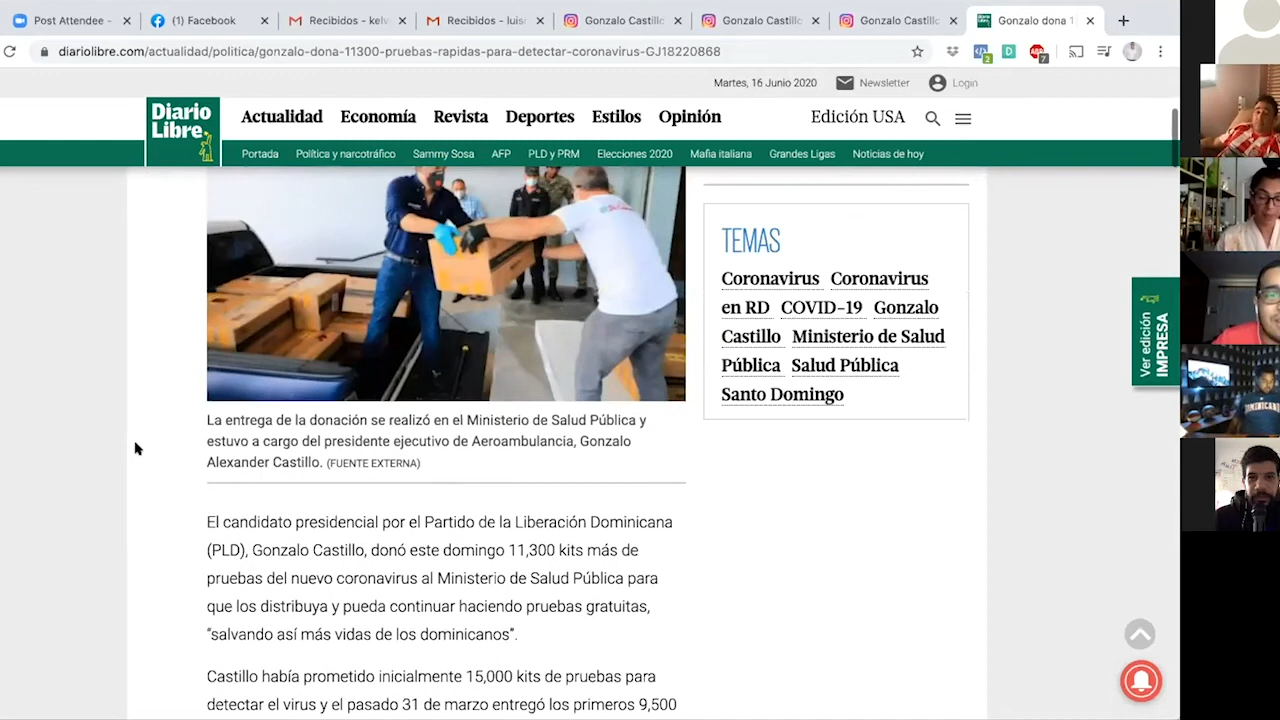 Post Attendee -
(1) Facebook
Recibidos - kelv
Recibidos - luis
Gonzalo Castillo
Gonzalo Castillo
Gonzalo Castillo
Gonzalo dona 1
diariolibre.com/actualidad/politica/gonzalo-dona-11300-pruebas-rapidas-para-detectar-coronavirus-GJ18220868
2
D
ABP
7
Martes, 16 Junio 2020
Newsletter
Login
Diario
Libre
Actualidad Economía Revista Deportes Estilos Opinión
Edición USA
Portada Política y narcotráfico Sammy Sosa AFP PLD y PRM Elecciones 2020 Mafia italiana Grandes Ligas Noticias de hoy
TEMAS
Coronavirus Coronavirus
en RD COVID-19 Gonzalo
Castillo Ministerio de Salud
Pública Salud Pública
Santo Domingo
Ver edición
IMPRESA
La entrega de la donación se realizó en el Ministerio de Salud Pública y
estuvo a cargo del presidente ejecutivo de Aeroambulancia, Gonzalo
Alexander Castillo. (FUENTE EXTERNA)
El candidato presidencial por el Partido de la Liberación Dominicana
(PLD), Gonzalo Castillo, donó este domingo 11,300 kits más de
pruebas del nuevo coronavirus al Ministerio de Salud Pública para
que los distribuya y pueda continuar haciendo pruebas gratuitas,
“salvando así más vidas de los dominicanos”.
Castillo había prometido inicialmente 15,000 kits de pruebas para
detectar el virus y el pasado 31 de marzo entregó los primeros 9,500